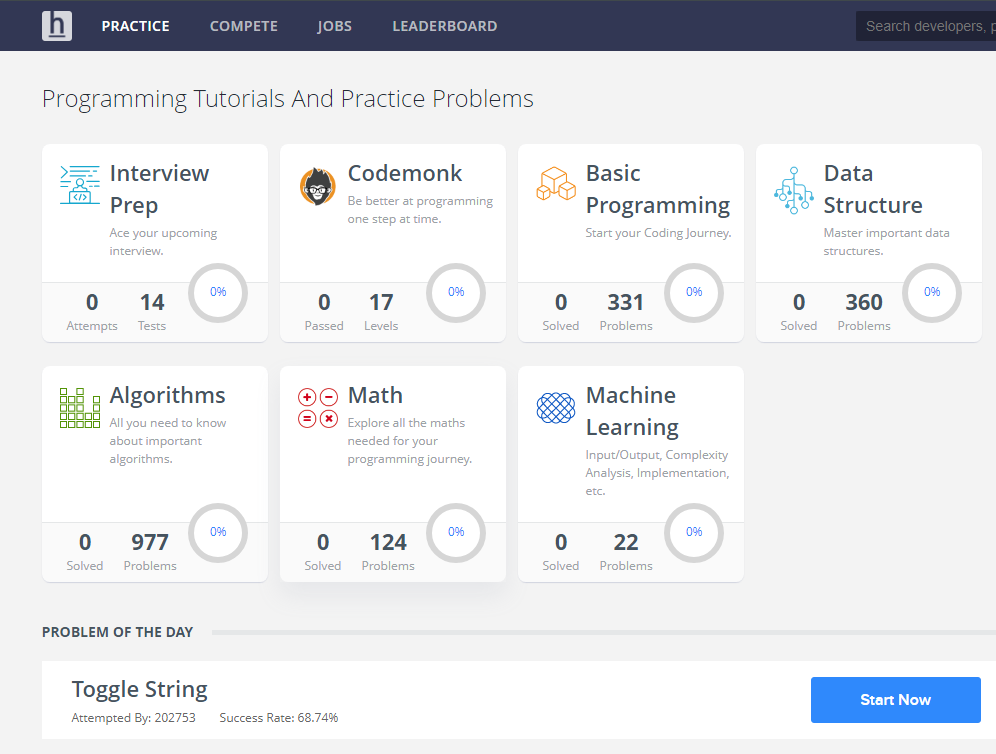 h PRACTICE COMPETE JOBS LEADERBOARD Search developers, p
Programming Tutorials And Practice Problems
Interview
Prep
Ace your upcoming
interview.
0 14 0%
Attempts Tests
Codemonk
Be better at programming
one step at time.
0 17 0%
Passed Levels
Basic
Programming
Start your Coding Journey.
0 331 0%
Solved Problems
Data
Structure
Master important data
structures.
0 360 0%
Solved Problems
Algorithms
All you need to know
about important
algorithms.
0 977 0%
Solved Problems
Math
Explore all the maths
needed for your
programming journey.
0 124 0%
Solved Problems
Machine
Learning
Input/Output, Complexity
Analysis, Implementation,
etc.
0 22 0%
Solved Problems
PROBLEM OF THE DAY
Toggle String
Attempted By: 202753 Success Rate: 68.74%
Start Now